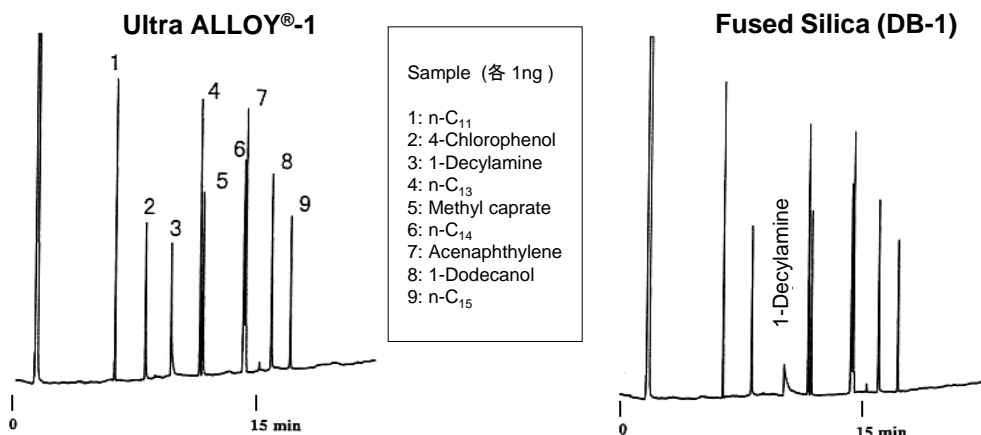 Ultra ALLOY®-1
1
2
3
4
5
6
7
8
9
0
15 min
Sample (各 1ng )
1: n-C₁₁
2: 4-Chlorophenol
3: 1-Decylamine
4: n-C₁₃
5: Methyl caprate
6: n-C₁₄
7: Acenaphthylene
8: 1-Dodecanol
9: n-C₁₅
Fused Silica (DB-1)
1-Decylamine
0
15 min